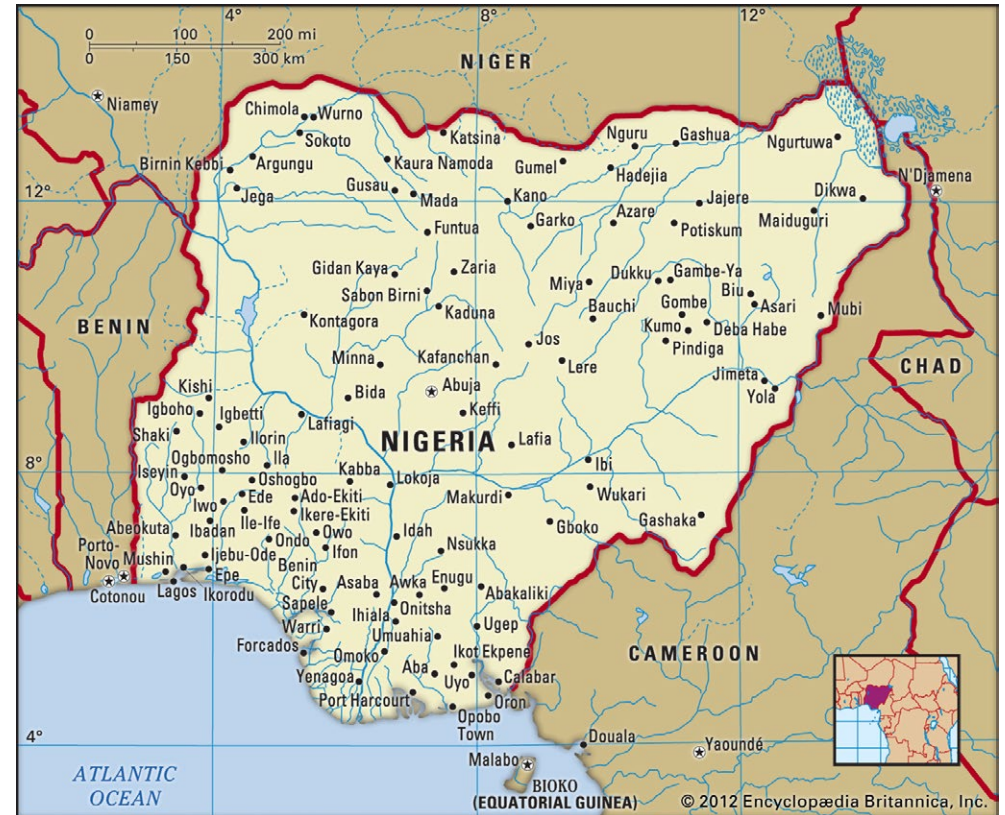 4°
8°
12°
0 100 200 mi
0 150 300 km
NIGER
Niamey
Chimola
Wurno
Sokoto
Katsina
Nguru
Gashua
Ngurtuwa
Birnin Kebbi
Argungu
Kaura Namoda
Gumel
Hadejia
N'Djamena
12°
Jega
Gusau
Mada
Kano
Jajere
Dikwa
Garko
Azare
Potiskum
Maiduguri
Funtua
Gidan Kaya
Zaria
Miya
Dukku
Gambe-Ya
Biu
Sabon Birni
Bauchi
Gombe
Asari
Mubi
BENIN
Kontagora
Kaduna
Kumo
Deba Habe
Jos
Pindiga
CHAD
Minna
Kafanchan
Lere
Jimeta
Yola
Kishi
Bida
Abuja
Igboho
Igbetti
Lafiagi
Keffi
Shaki
Ilorin
NIGERIA
Lafia
Ogbomosho
Ila
8°
Iseyin
Oshogbo
Kabba
Lokoja
Ibi
Oyo
Ede
Ado-Ekiti
Makurdi
Wukari
Iwo
Ikere-Ekiti
Gashaka
Abeokuta
Ibadan
Ile-Ife
Ondo
Owo
Idah
Gboko
Porto-
Novo
Mushin
Ijebu-Ode
Ifon
Nsukka
Cotonou
Lagos
Epe
Ikorodu
Benin
City
Asaba
Awka
Enugu
Abakaliki
Sapele
Ihiala
Onitsha
Warri
Umuahia
Ugep
Forcados
Omoko
Ikot Ekpene
CAMEROON
Yenagoa
Aba
Uyo
Calabar
Port Harcourt
Oron
Opobo
Town
4°
Douala
Yaoundé
Malabo
ATLANTIC
OCEAN
BIOKO
(EQUATORIAL GUINEA)
© 2012 Encyclopædia Britannica, Inc.